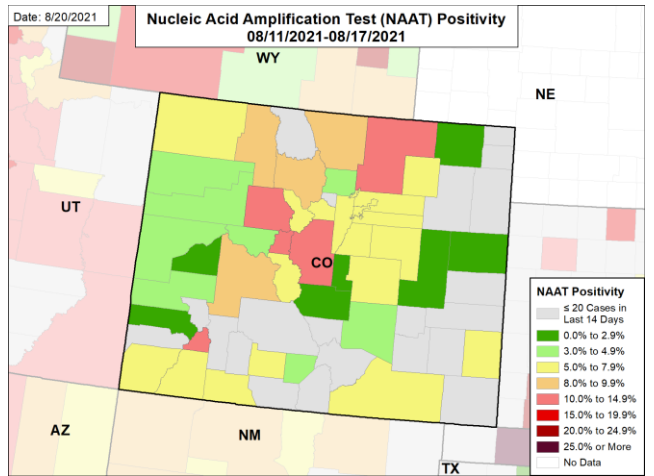 Date: 8/20/2021
Nucleic Acid Amplification Test (NAAT) Positivity
08/11/2021-08/17/2021
WY
NE
UT
CO
NAAT Positivity
≤ 20 Cases in
Last 14 Days
0.0% to 2.9%
3.0% to 4.9%
5.0% to 7.9%
8.0% to 9.9%
10.0% to 14.9%
15.0% to 19.9%
20.0% to 24.9%
25.0% or More
No Data
AZ
NM
TX